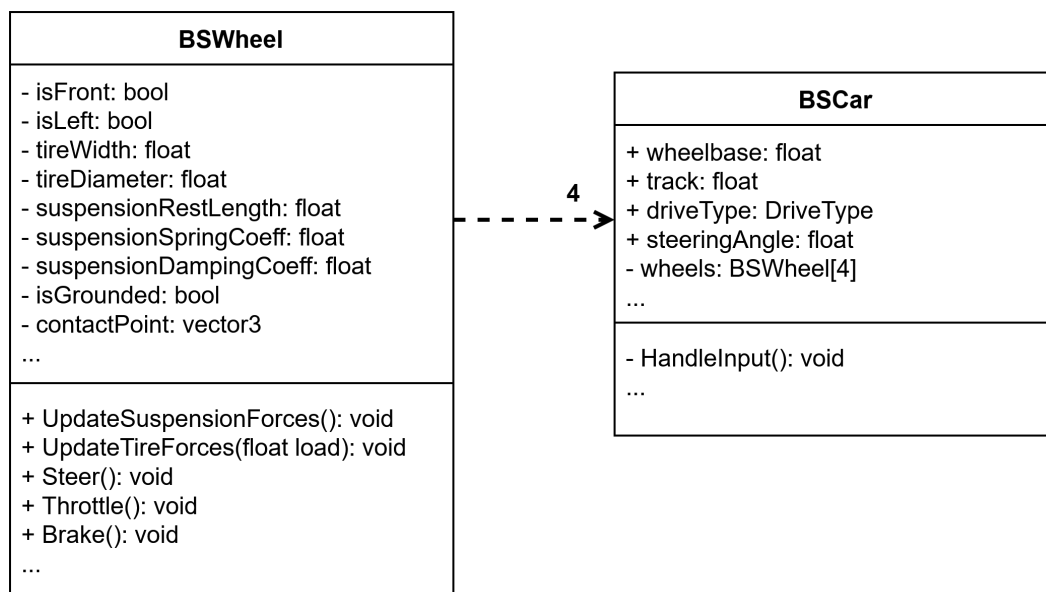 BSWheel
- isFront: bool
- isLeft: bool
- tireWidth: float
- tireDiameter: float
- suspensionRestLength: float
- suspensionSpringCoeff: float
- suspensionDampingCoeff: float
- isGrounded: bool
- contactPoint: vector3
...
+ UpdateSuspensionForces(): void
+ UpdateTireForces(float load): void
+ Steer(): void
+ Throttle(): void
+ Brake(): void
...
4
BSCar
+ wheelbase: float
+ track: float
+ driveType: DriveType
+ steeringAngle: float
- wheels: BSWheel[4]
...
- HandleInput(): void
...